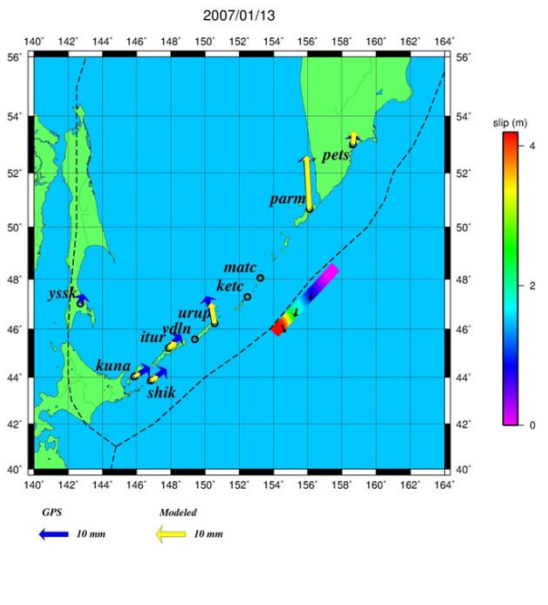 2007/01/13
140° 142° 144° 146° 148° 150° 152° 154° 156° 158° 160° 162° 164°
56° 56°
54° 54°
slip (m)
4
pets
52° 52°
parm
50° 50°
matc
48° 48°
ketc
yssk
2
urup
ydln
46° 46°
itur
kuna
44° 44°
shik
42° 42°
0
40° 40°
140° 142° 144° 146° 148° 150° 152° 154° 156° 158° 160° 162° 164°
GPS Modeled
10 mm 10 mm